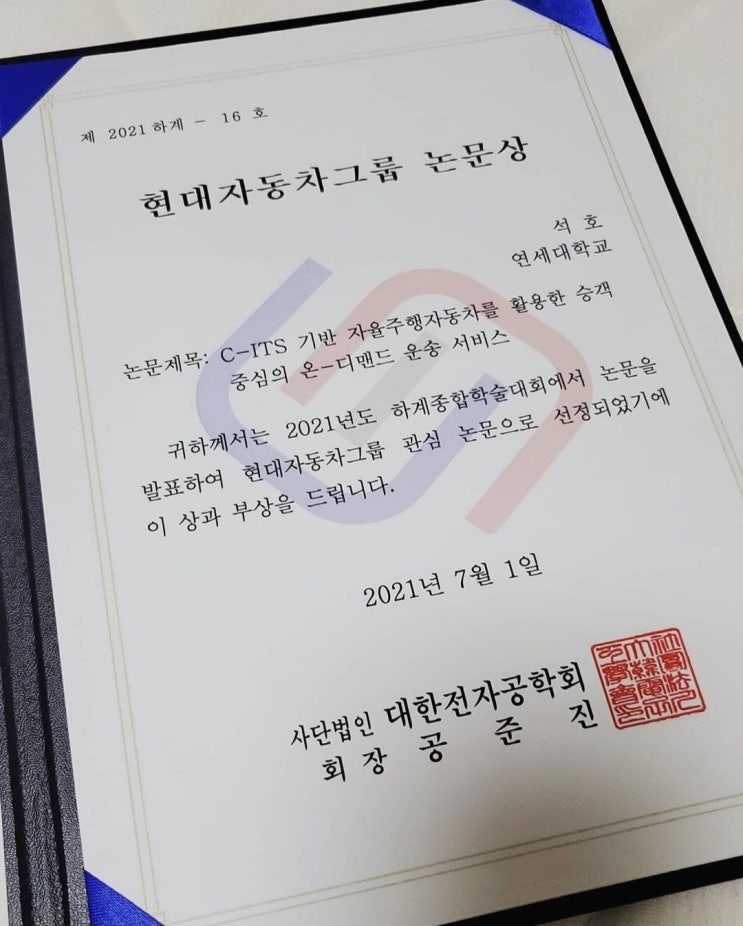 제 2021하계 - 16 호
현대자동차그룹 논문상
석 호
연세대학교
논문제목: C-ITS 기반 자율주행자동차를 활용한 승객
중심의 온-디맨드 운송 서비스
귀하께서는 2021년도 하계종합학술대회에서 논문을
발표하여 현대자동차그룹 관심 논문으로 선정되었기에
이 상과 부상을 드립니다.
2021년 7월 1일
사단법인 대한전자공학회
회 장 공 준 진